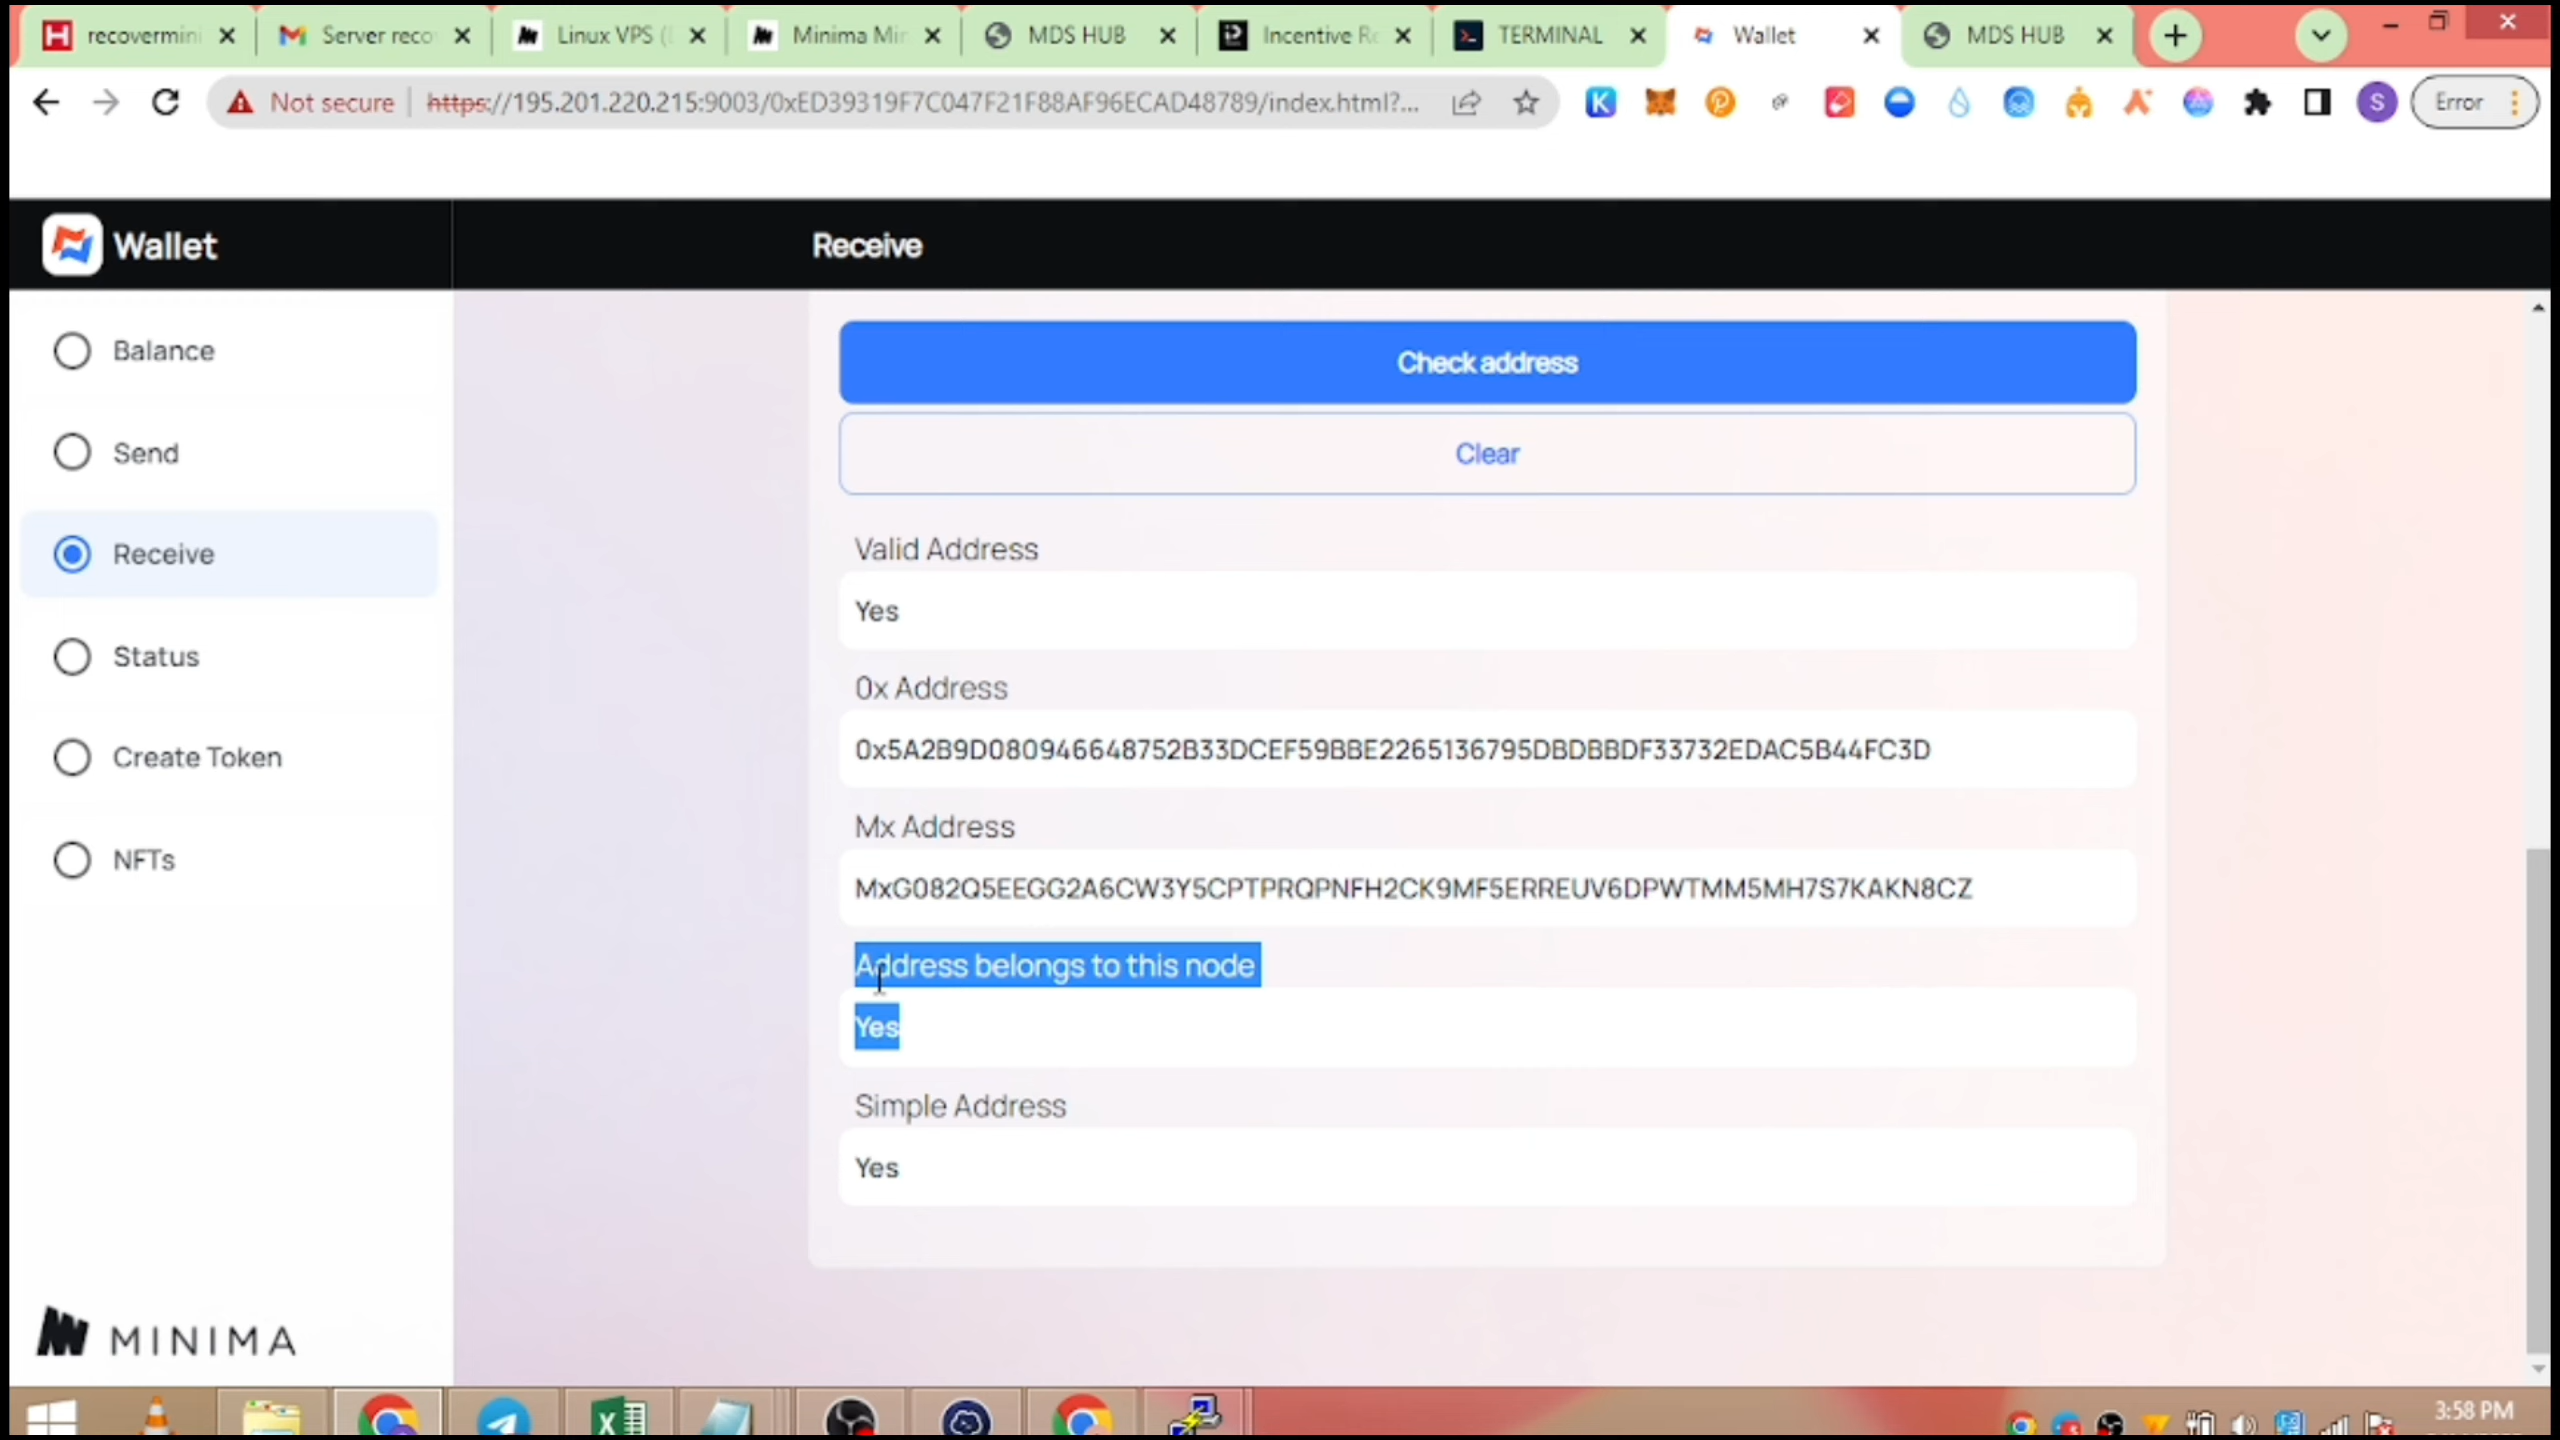 recovermini
Server reco
Linux VPS (
Minima Min
MDS HUB
Incentive Re
TERMINAL
Wallet
MDS HUB
Not secure
https://195.201.220.215:9003/0xED39319F7C047F21F88AF96ECAD48789/index.html?...
S
Error
Wallet
Receive
Balance
Send
Receive
Status
Create Token
NFTs
MINIMA
Check address
Clear
Valid Address
Yes
0x Address
0x5A2B9D080946648752B33DCEF59BBE2265136795DBDBBDF33732EDAC5B44FC3D
Mx Address
MxG082Q5EEGG2A6CW3Y5CPTPRQPNFH2CK9MF5ERREUV6DPWTMM5MH7S7KAKN8CZ
Address belongs to this node
Yes
Simple Address
Yes
3:58 PM